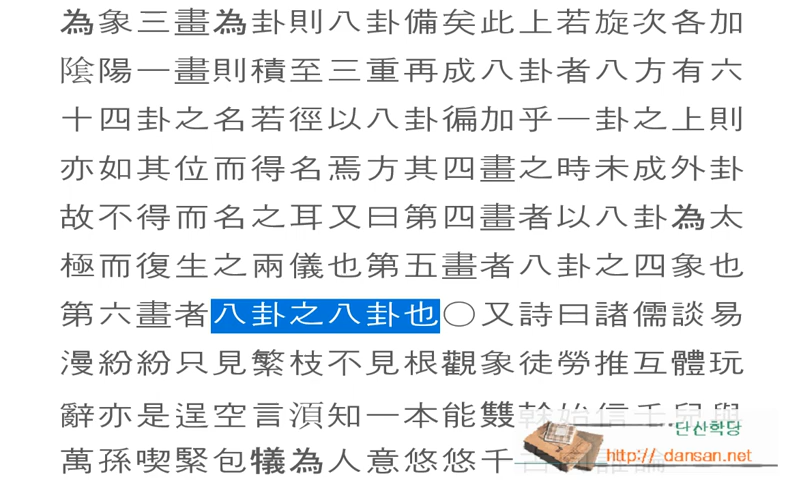 為象三畫為卦則八卦備矣此上若旋次各加
陰陽一畫則積至三重再成八卦者八方有六
十四卦之名若徑以八卦徧加乎一卦之上則
亦如其位而得名焉方其四畫之時未成外卦
故不得而名之耳又曰第四畫者以八卦為太
極而復生之兩儀也第五畫者八卦之四象也
第六畫者八卦之八卦也〇又詩曰諸儒談易
漫紛紛只見繁枝不見根觀象徒勞推互體玩
辭亦是逞空言須知一本能雙幹始信千兒與
萬孫喫緊包犧為人意悠悠千
단산학당
http://dansan.net